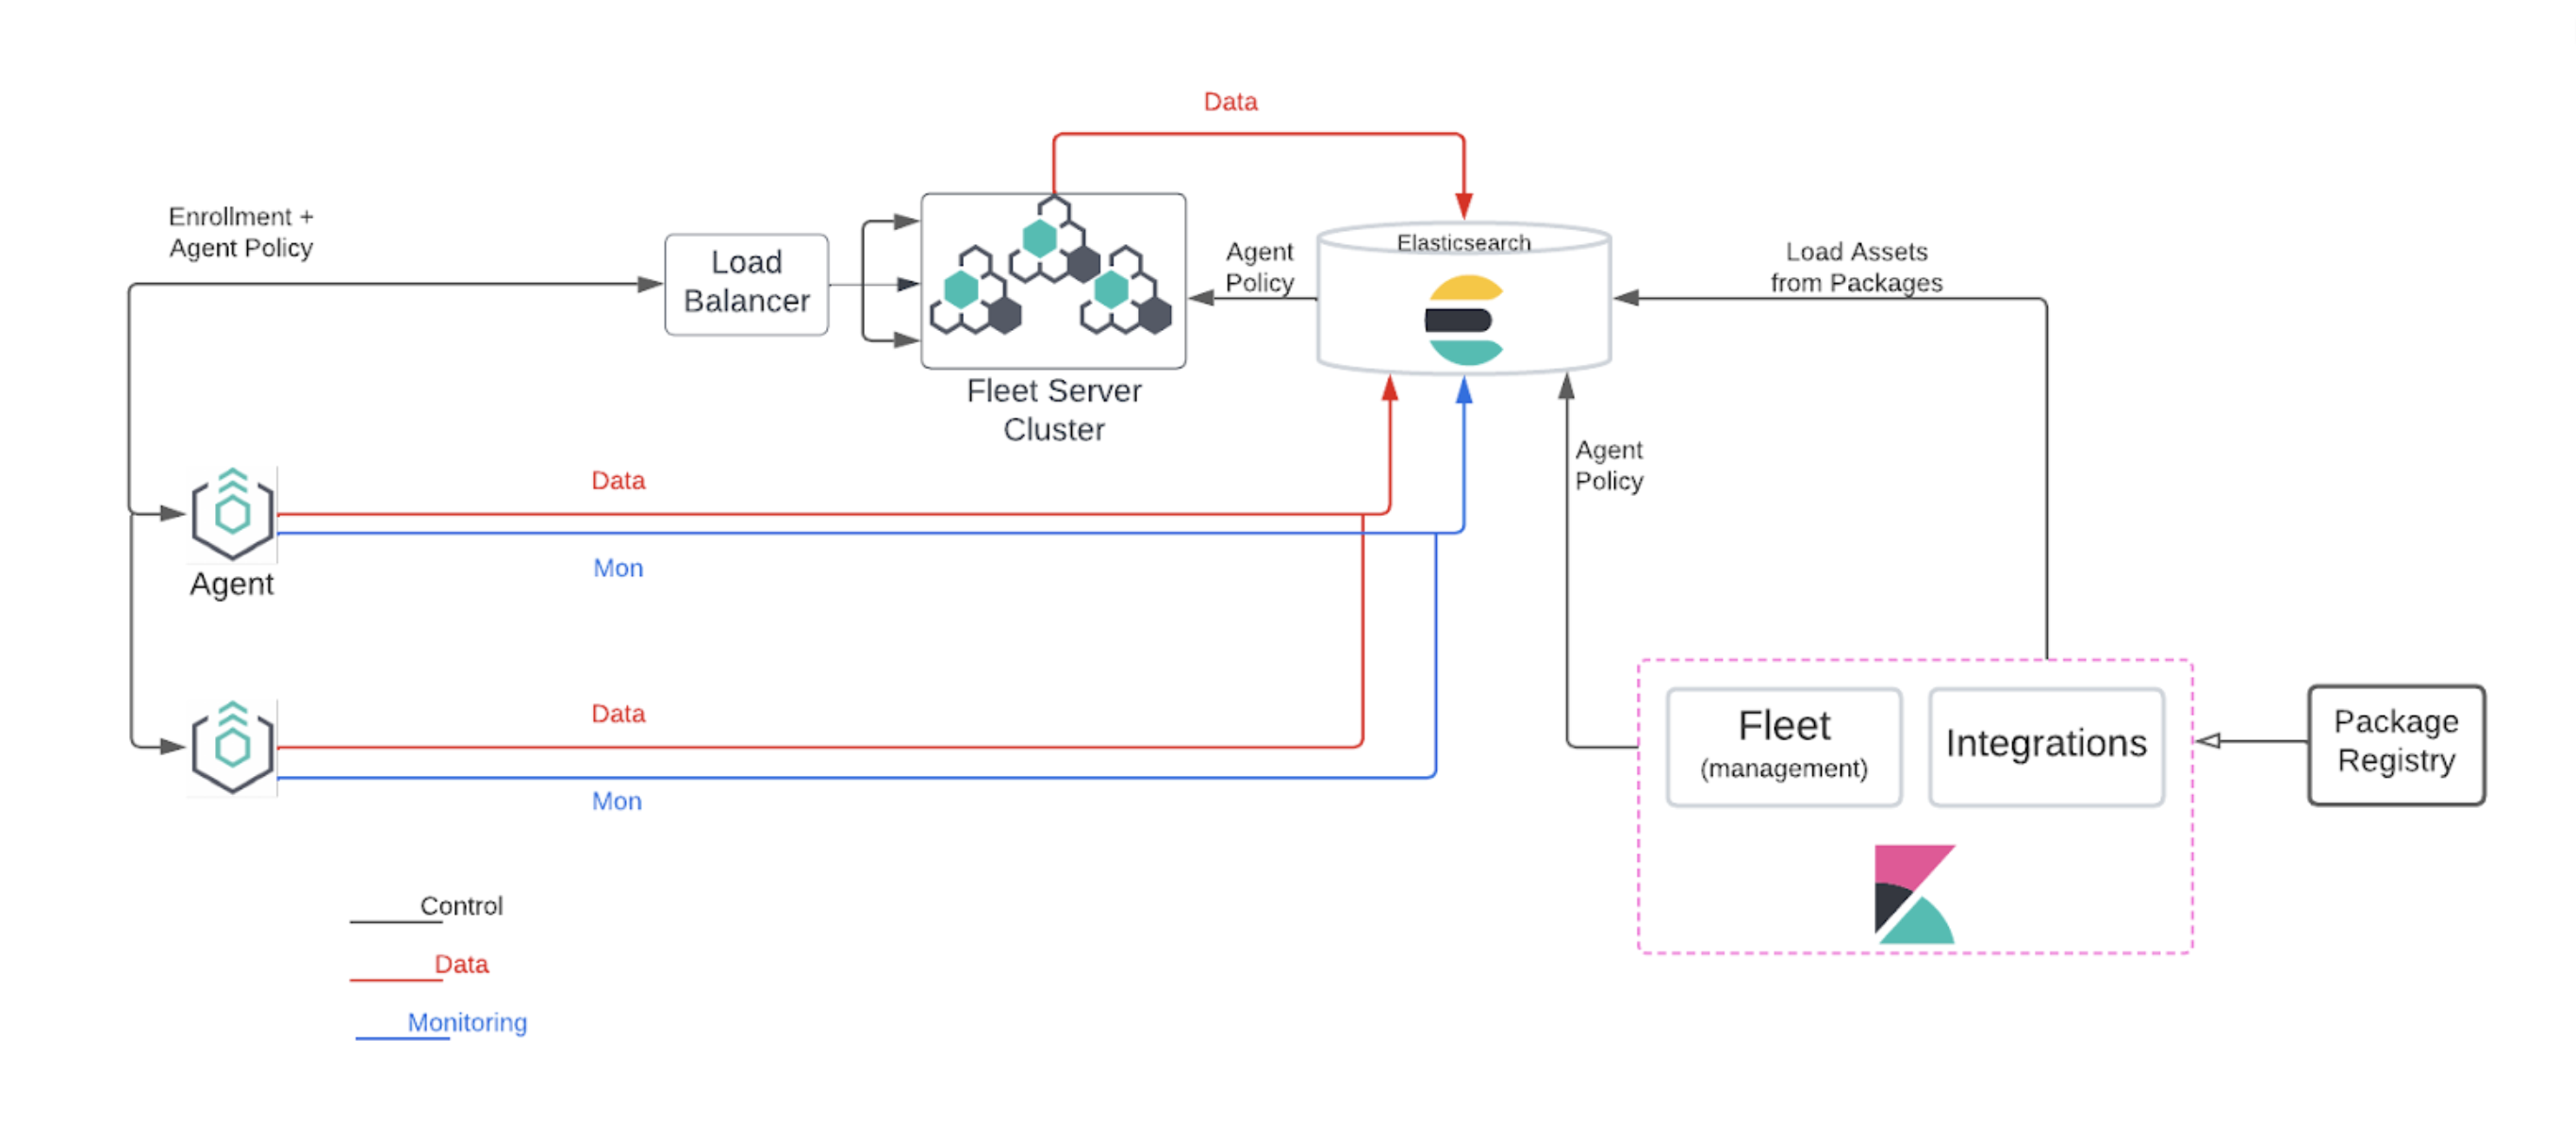 Data
Enrollment +
Agent Policy
Load
Balancer
Fleet Server
Cluster
Agent
Policy
Elasticsearch
Load Assets
from Packages
Agent
Policy
Data
Mon
Agent
Data
Mon
Fleet
(management)
Integrations
Package
Registry
Control
Data
Monitoring